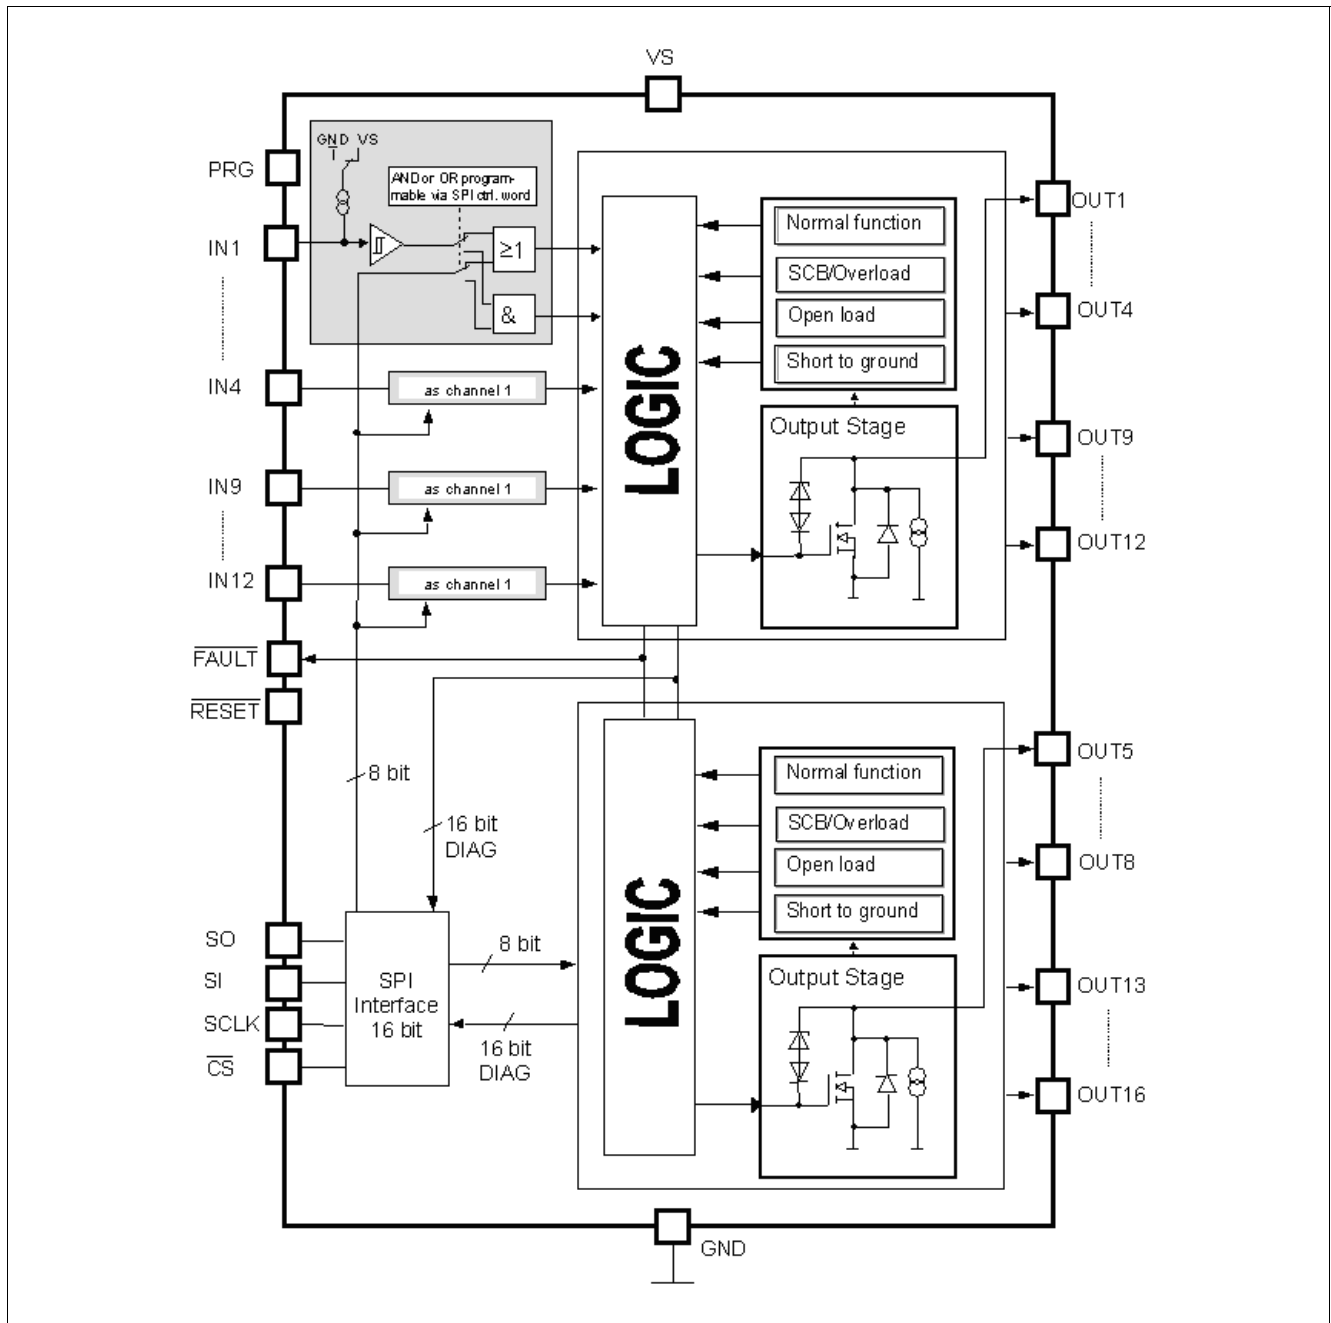 VS
GND VS
PRG
AND or OR program-
mable via SPI ctrl. word
IN1
≥1
&
IN4
as channel 1
IN9
as channel 1
IN12
as channel 1
FAULT
RESET
LOGIC
Normal function
SCB/Overload
Open load
Short to ground
Output Stage
OUT1
OUT4
OUT9
OUT12
8 bit
16 bit
DIAG
SO
SI
SCLK
CS
SPI
Interface
16 bit
8 bit
16 bit
DIAG
LOGIC
Normal function
SCB/Overload
Open load
Short to ground
Output Stage
OUT5
OUT8
OUT13
OUT16
GND